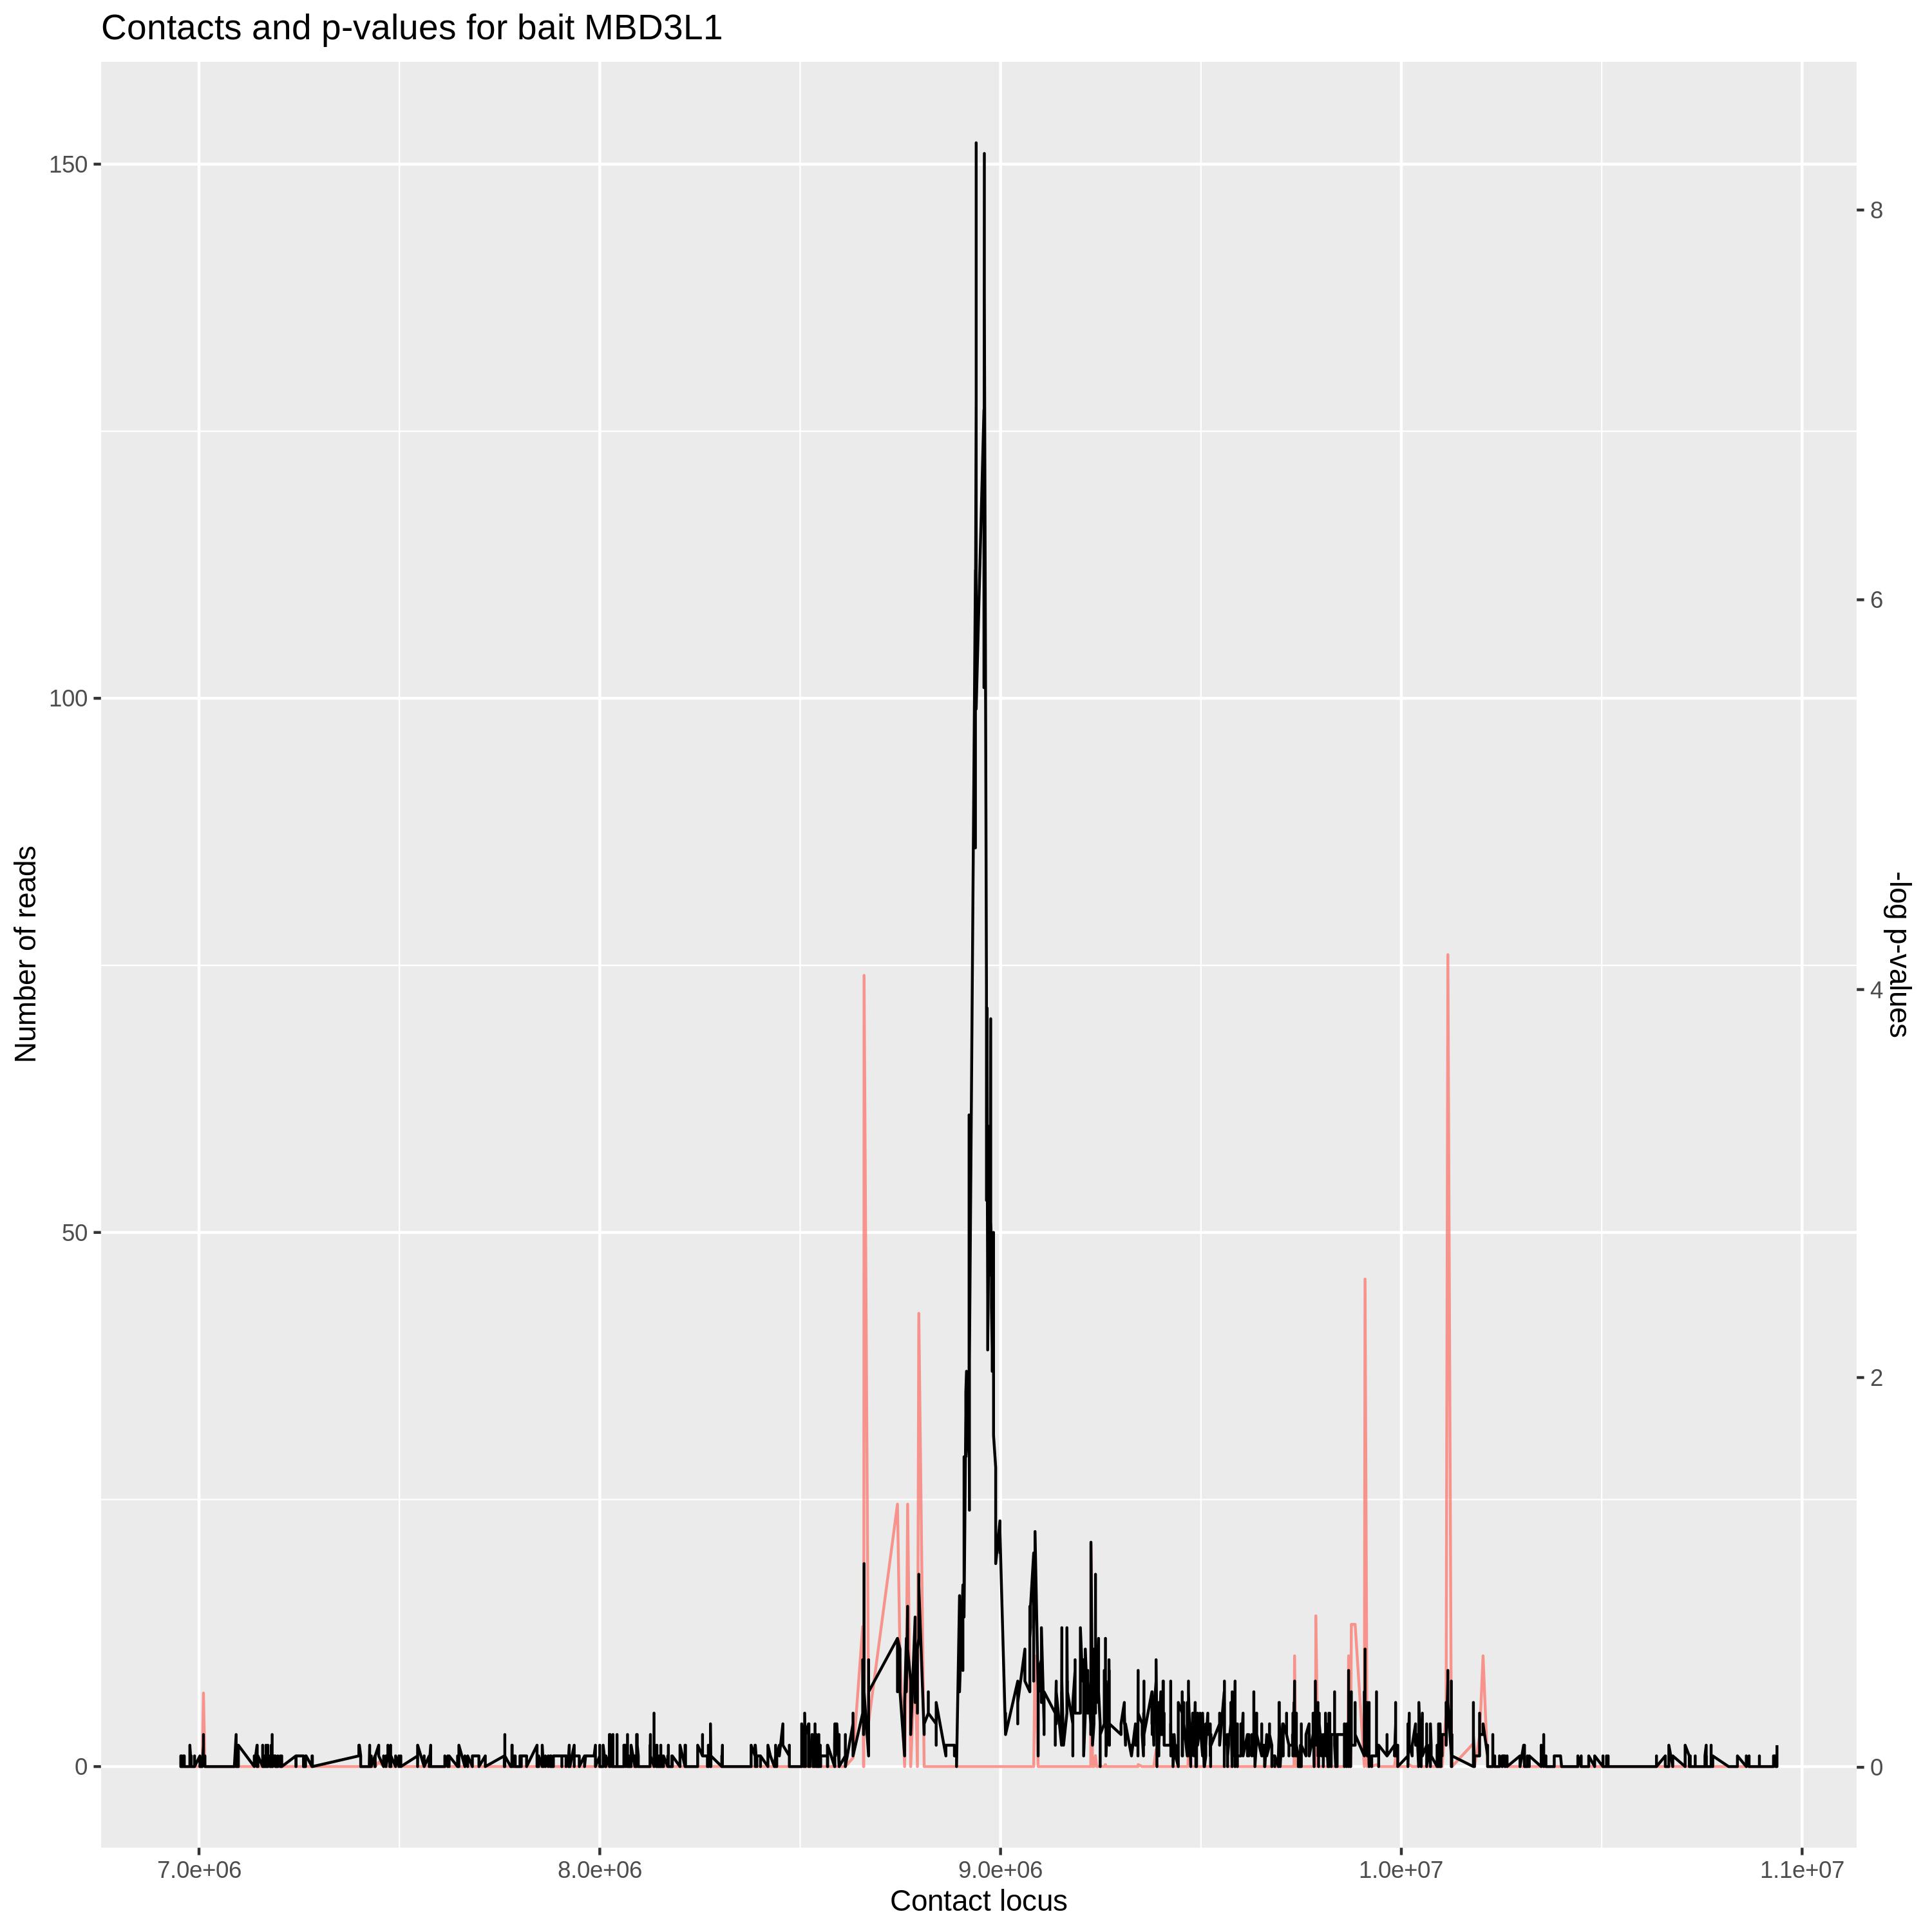 Contacts and p-values for bait MBD3L1
150
100
50
0
Number of reads
8
6
4
2
0
-log p-values
7.0e+06
8.0e+06
9.0e+06
1.0e+07
1.1e+07
Contact locus